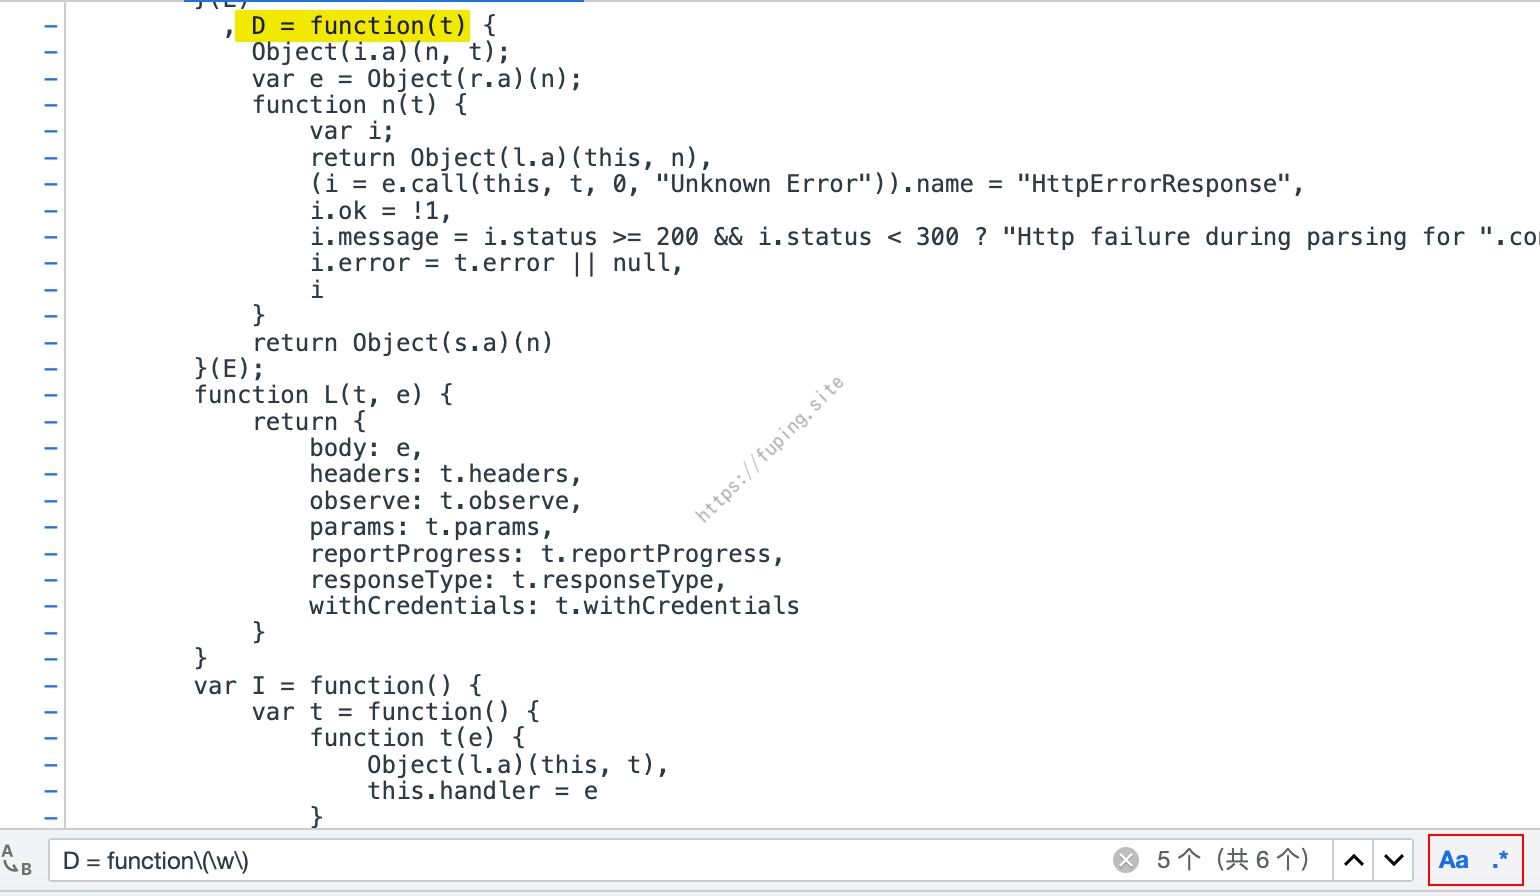 , D = function(t) {
Object(i.a)(n, t);
var e = Object(r.a)(n);
function n(t) {
var i;
return Object(l.a)(this, n),
(i = e.call(this, t, 0, "Unknown Error")).name = "HttpErrorResponse",
i.ok = !1,
i.message = i.status >= 200 && i.status < 300 ? "Http failure during parsing for ".co
i.error = t.error || null,
i
}
return Object(s.a)(n)
}(E);
function L(t, e) {
return {
body: e,
headers: t.headers,
observe: t.observe,
params: t.params,
reportProgress: t.reportProgress,
responseType: t.responseType,
withCredentials: t.withCredentials
}
}
var I = function() {
var t = function() {
function t(e) {
Object(l.a)(this, t),
this.handler = e
}
https://fuping.site
A B D = function\(\w\) 5 个（共 6 个） Aa .*